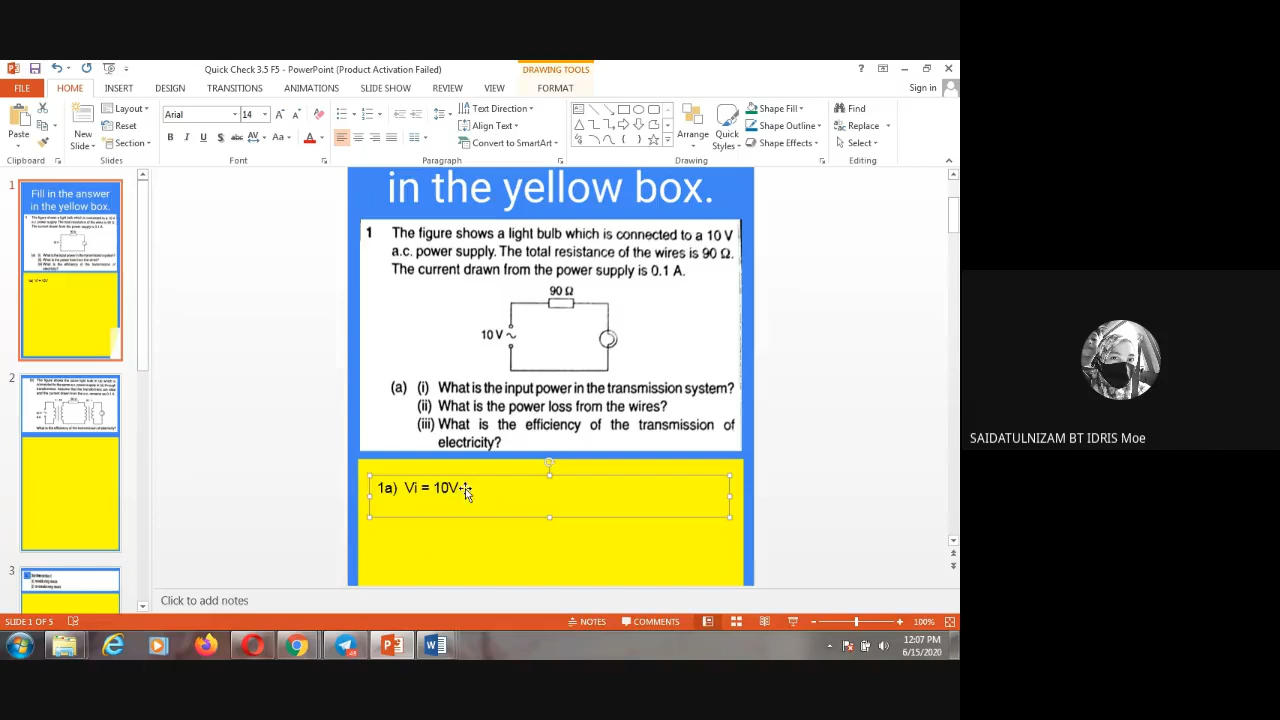 Quick Check 3.5 F5 - PowerPoint (Product Activation Failed)
DRAWING TOOLS
FILE HOME INSERT DESIGN TRANSITIONS ANIMATIONS SLIDE SHOW REVIEW VIEW FORMAT
Sign in
Paste
New
Slide
Layout
Reset
Section
Arial
14
Text Direction
Align Text
Convert to SmartArt
Arrange
Quick
Styles
Shape Fill
Shape Outline
Shape Effects
Find
Replace
Select
Clipboard Slides Font Paragraph Drawing Editing
1
Fill in the answer
in the yellow box.
2
3
in the yellow box.
1 The figure shows a light bulb which is connected to a 10 V
a.c. power supply. The total resistance of the wires is 90 Ω.
The current drawn from the power supply is 0.1 A.
90 Ω
10 V ~
(a) (i) What is the input power in the transmission system?
(ii) What is the power loss from the wires?
(iii) What is the efficiency of the transmission of
electricity?
1a) Vi = 10V
Click to add notes
SLIDE 1 OF 5
NOTES
COMMENTS
100%
12:07 PM
6/15/2020
SAIDATULNIZAM BT IDRIS Moe